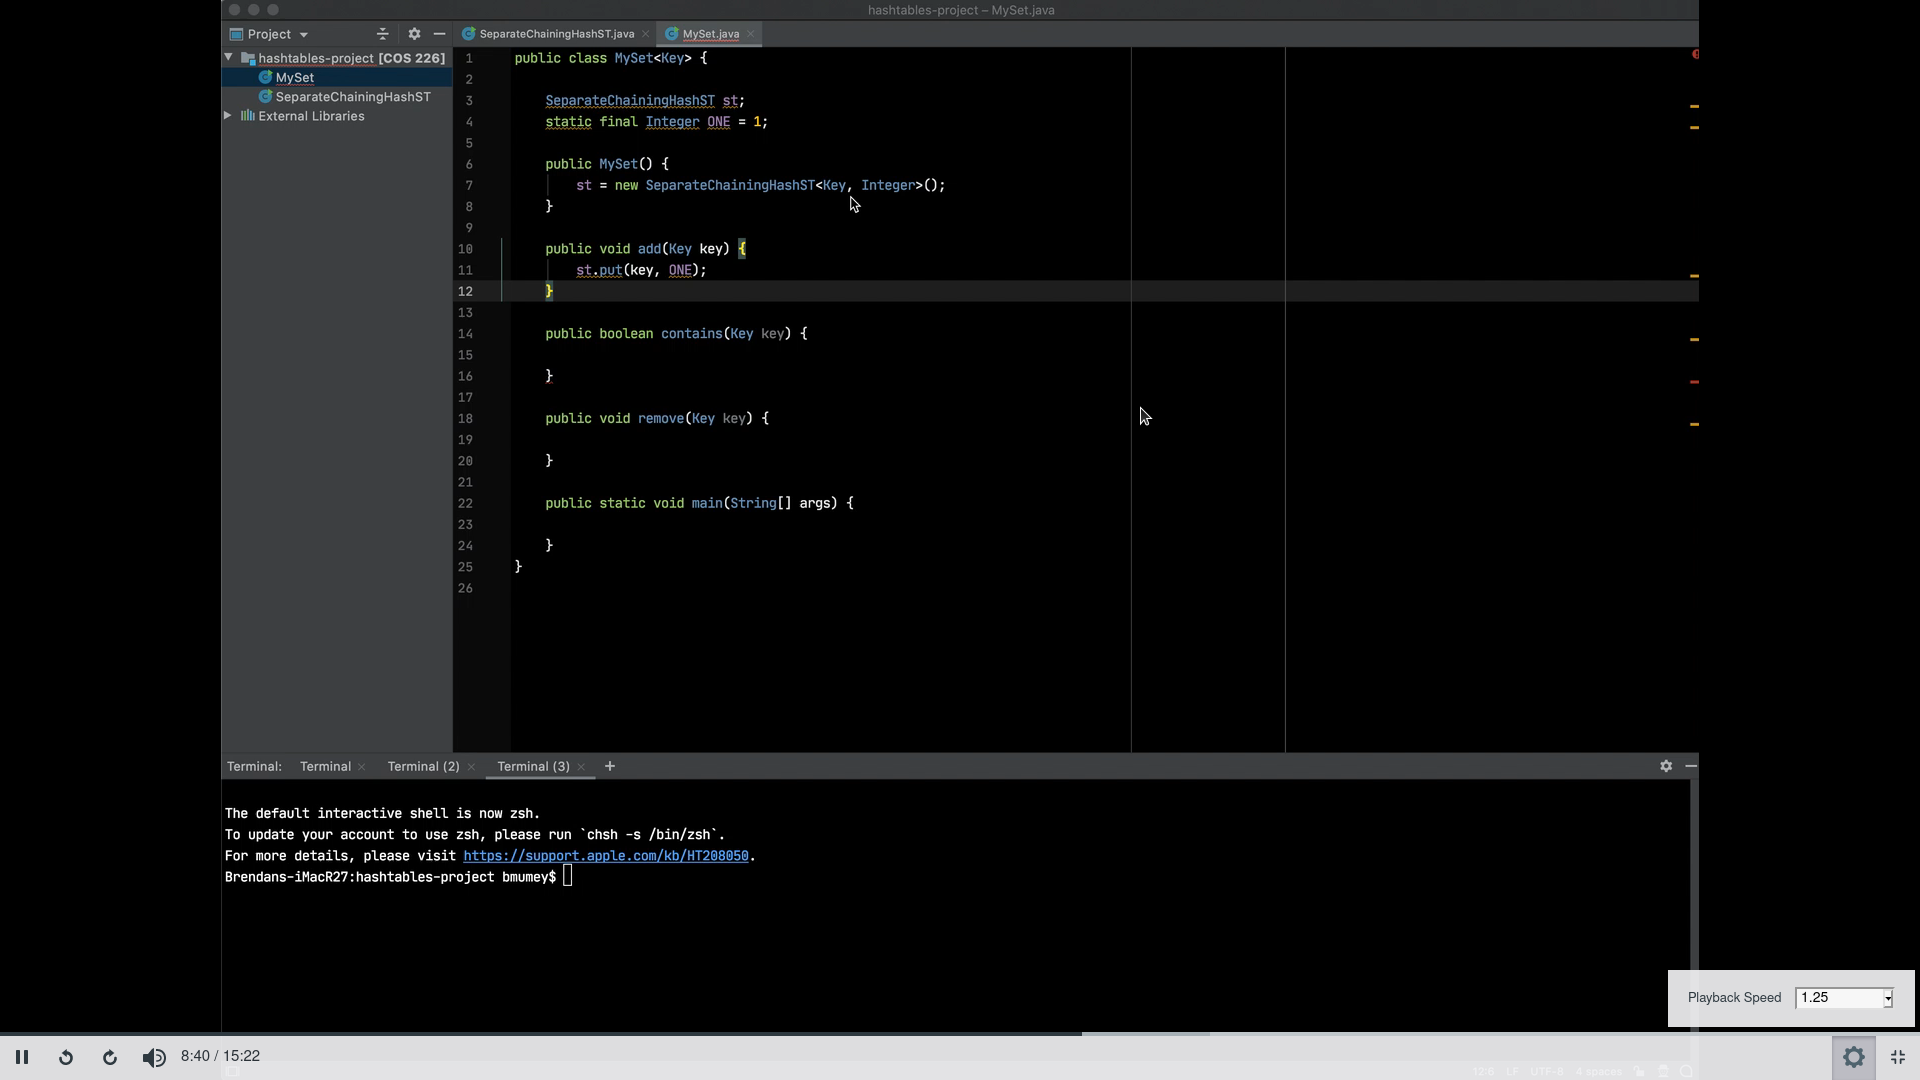 hashtables-project – MySet.java
Project
SeparateChainingHashST.java
MySet.java
hashtables-project [COS 226]
MySet
SeparateChainingHashST
External Libraries
1 public class MySet<Key> {
2
3 SeparateChainingHashST st;
4 static final Integer ONE = 1;
5
6 public MySet() {
7 st = new SeparateChainingHashST<Key, Integer>();
8 }
9
10 public void add(Key key) {
11 st.put(key, ONE);
12 }
13
14 public boolean contains(Key key) {
15
16 }
17
18 public void remove(Key key) {
19
20 }
21
22 public static void main(String[] args) {
23
24 }
25 }
26
Terminal: Terminal Terminal (2) Terminal (3) +
The default interactive shell is now zsh.
To update your account to use zsh, please run `chsh -s /bin/zsh`.
For more details, please visit https://support.apple.com/kb/HT208050.
Brendans-iMacR27:hashtables-project bmumey$
Playback Speed 1.25
8:40 / 15:22
12:6 LF UTF-8 4 spaces